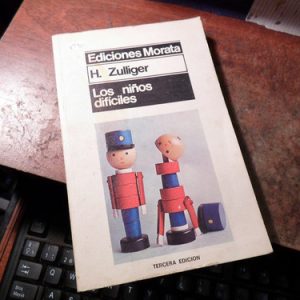 Ediciones Morata
H. Zulliger
Los niños
difíciles
TERCERA EDICION